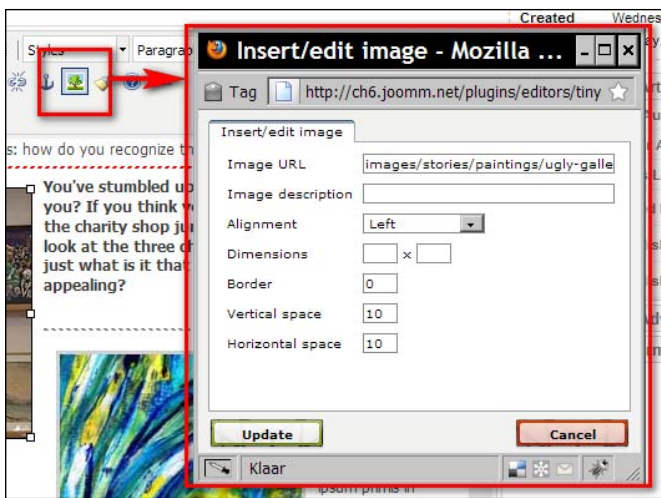 Created Wednes
Styles Paragrap
Insert/edit image - Mozilla ...
Tag http://ch6.joomm.net/plugins/editors/tiny
Insert/edit image
s: how do you recognize th
Image URL images/stories/paintings/ugly-galle
Image description
You've stumbled up
you? If you think y
the charity shop ju
look at the three ch
just what is it that
appealing?
Alignment Left
Dimensions x
Border 0
Vertical space 10
Horizontal space 10
Update Cancel
Klaar
ipsum primis in